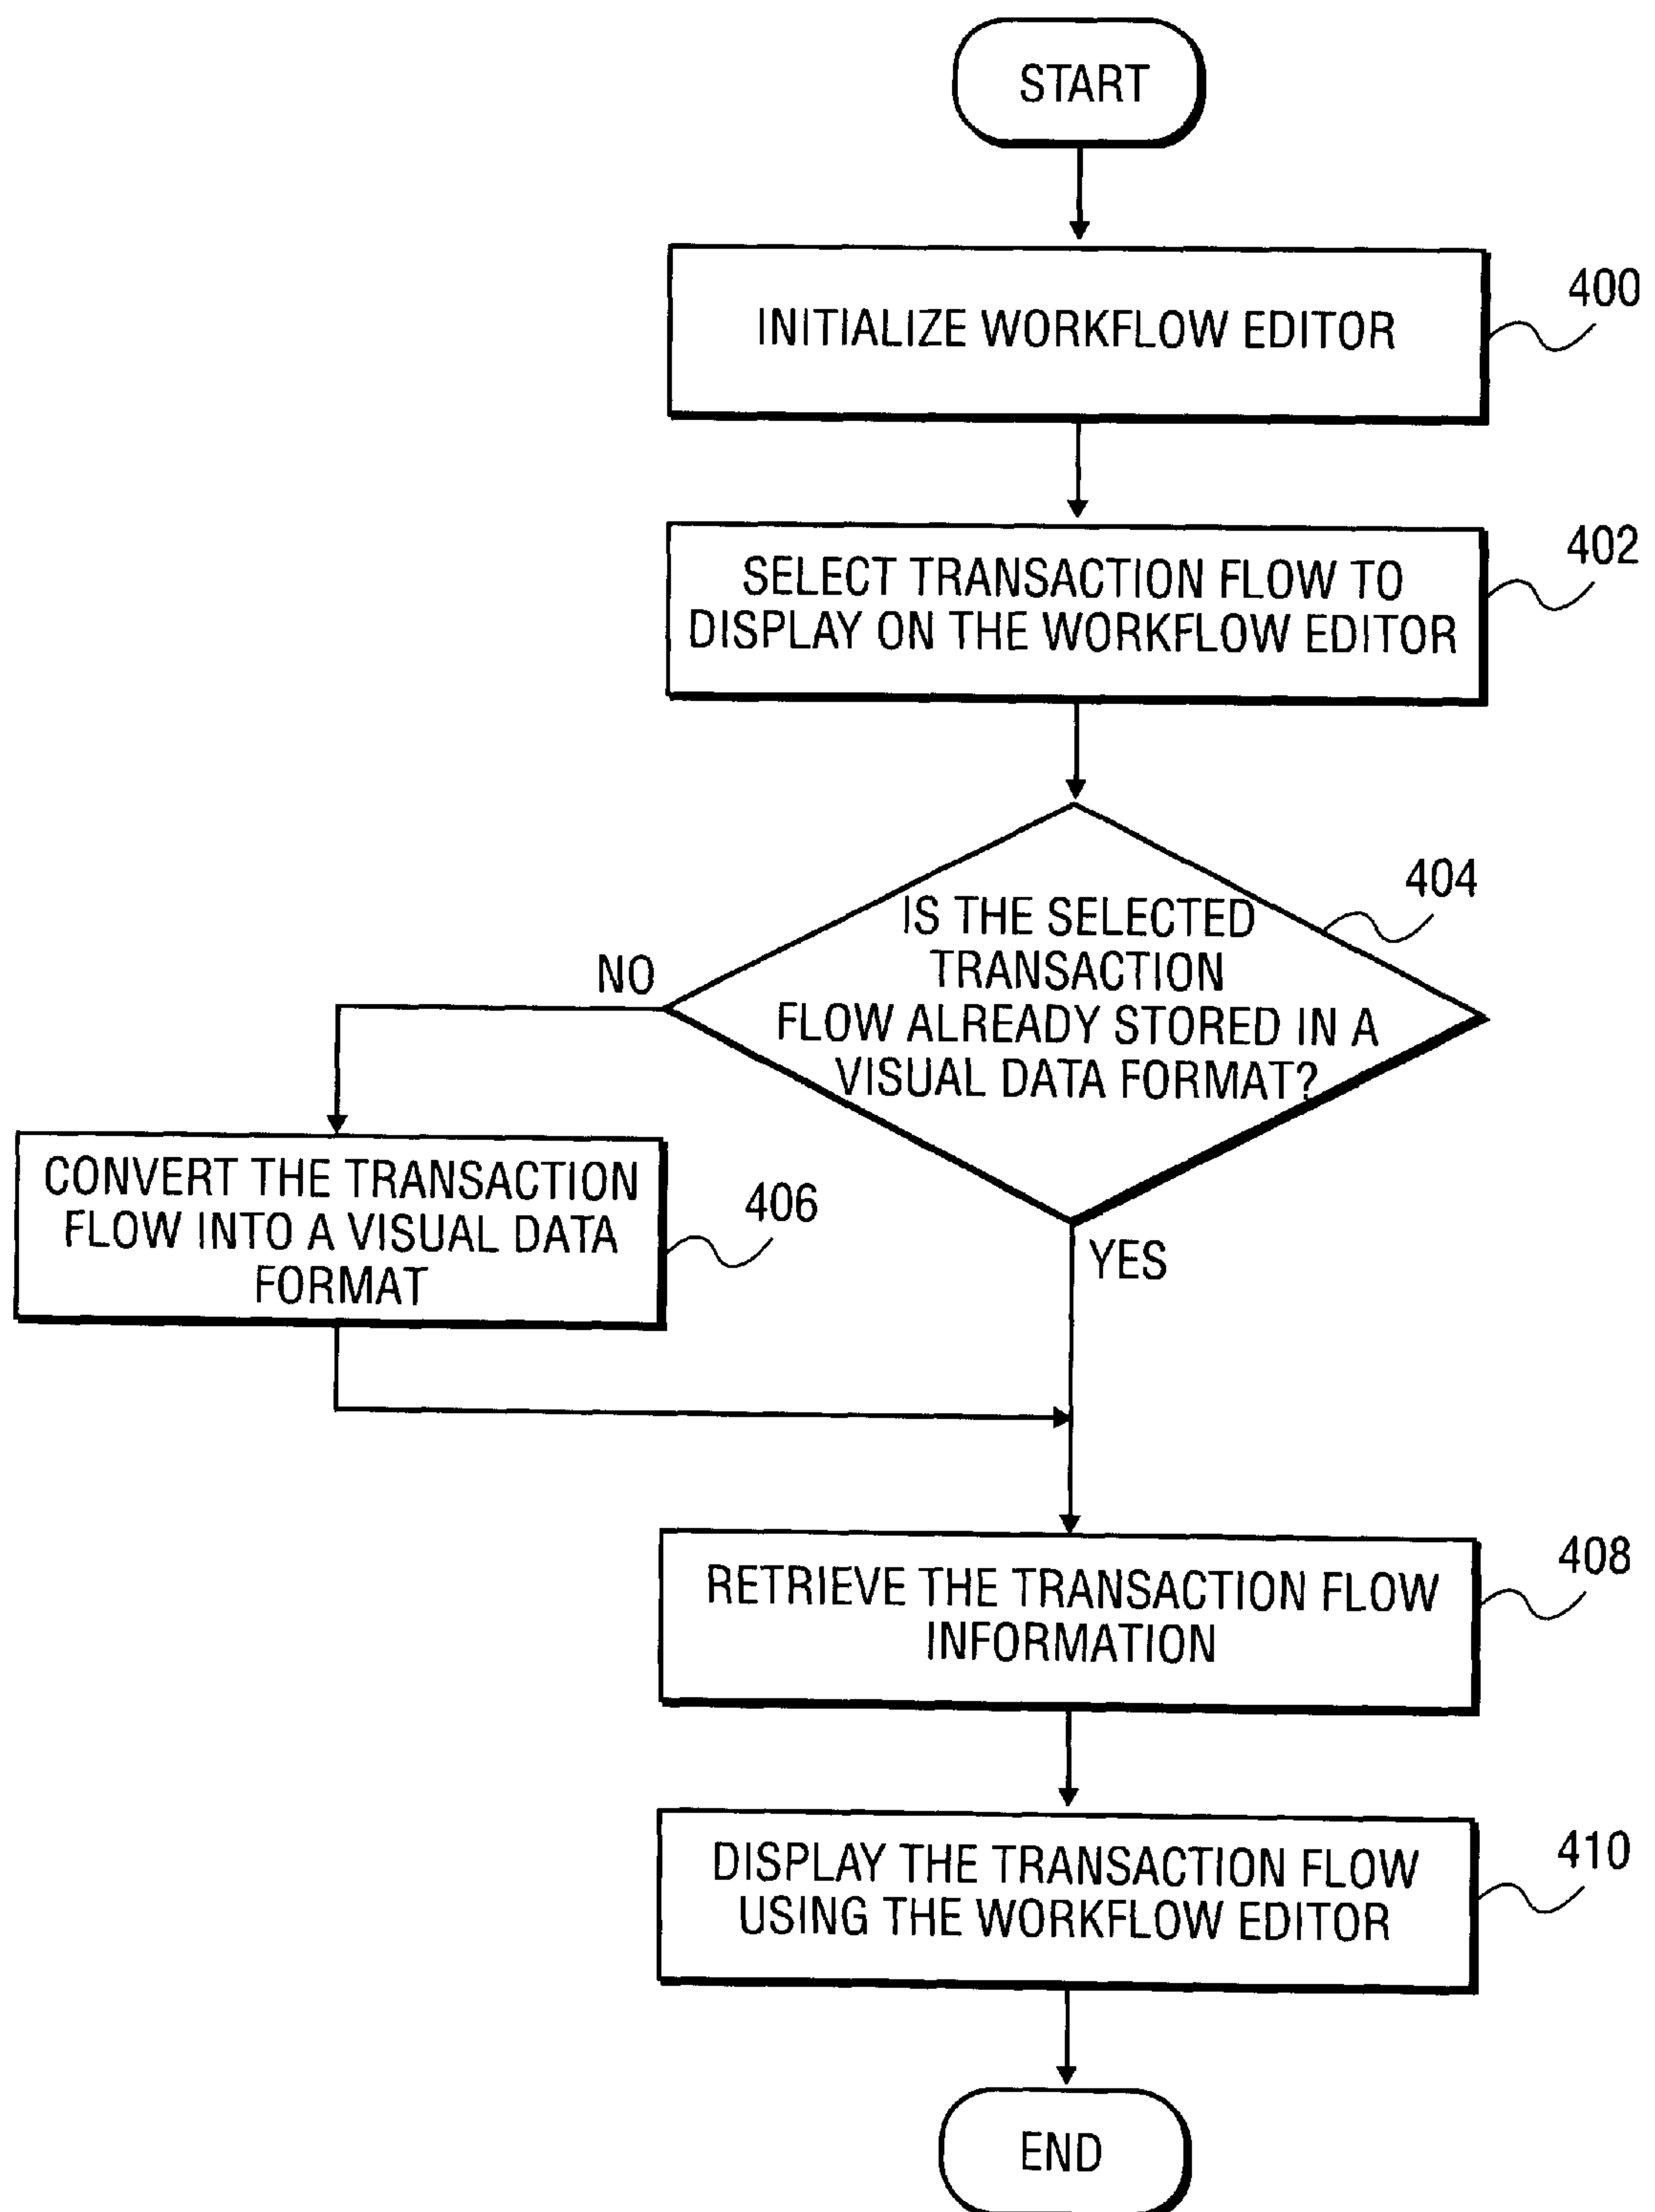 START
INITIALIZE WORKFLOW EDITOR
400
SELECT TRANSACTION FLOW TO
DISPLAY ON THE WORKFLOW EDITOR
402
IS THE SELECTED
TRANSACTION
FLOW ALREADY STORED IN A
VISUAL DATA FORMAT?
404
NO
CONVERT THE TRANSACTION
FLOW INTO A VISUAL DATA
FORMAT
406
YES
RETRIEVE THE TRANSACTION FLOW
INFORMATION
408
DISPLAY THE TRANSACTION FLOW
USING THE WORKFLOW EDITOR
410
END